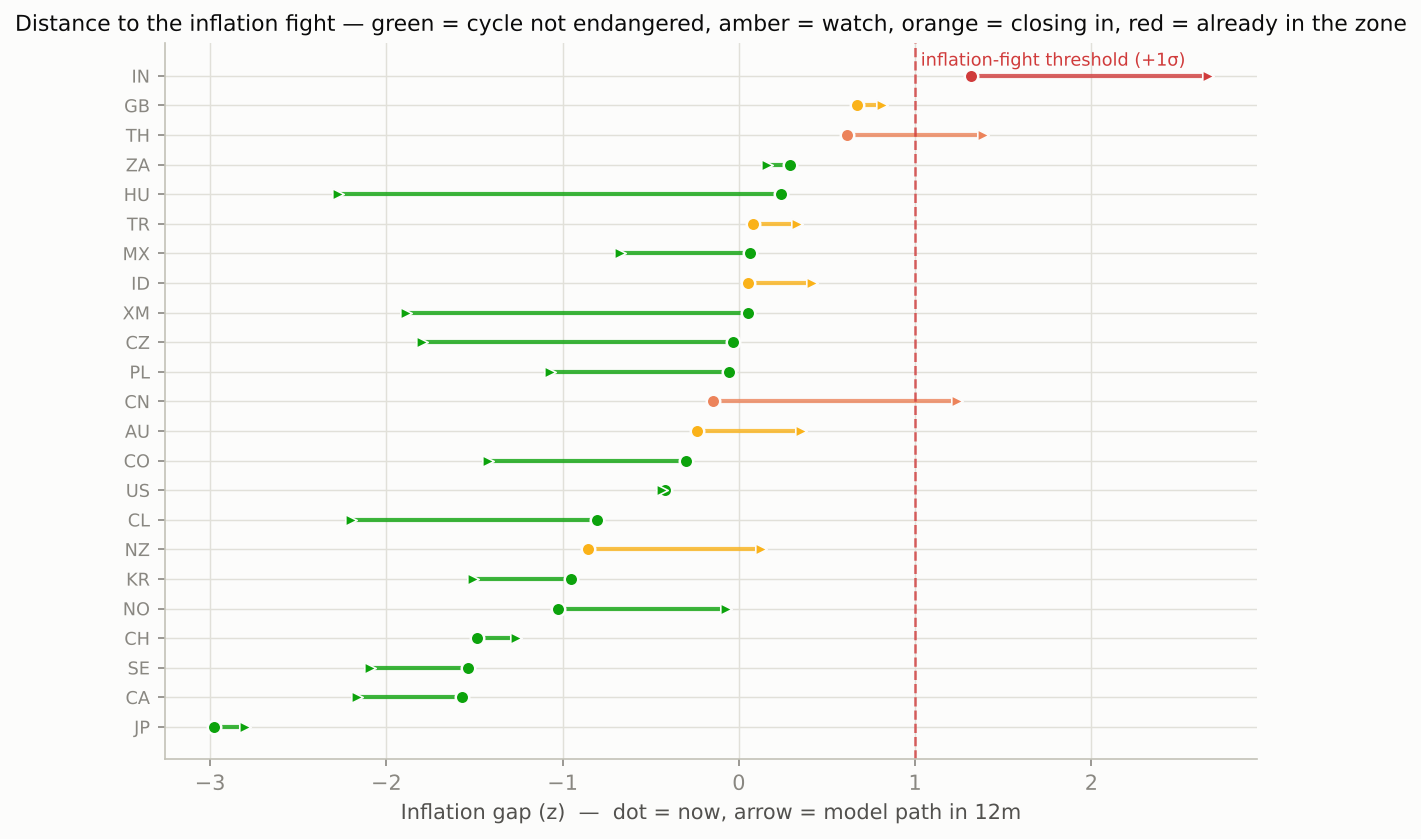 Distance to the inflation fight — green = cycle not endangered, amber = watch, orange = closing in, red = already in the zone
inflation-fight threshold (+1σ)
IN
GB
TH
ZA
HU
TR
MX
ID
XM
CZ
PL
CN
AU
CO
US
CL
NZ
KR
NO
CH
SE
CA
JP
−3 −2 −1 0 1 2
Inflation gap (z) — dot = now, arrow = model path in 12m